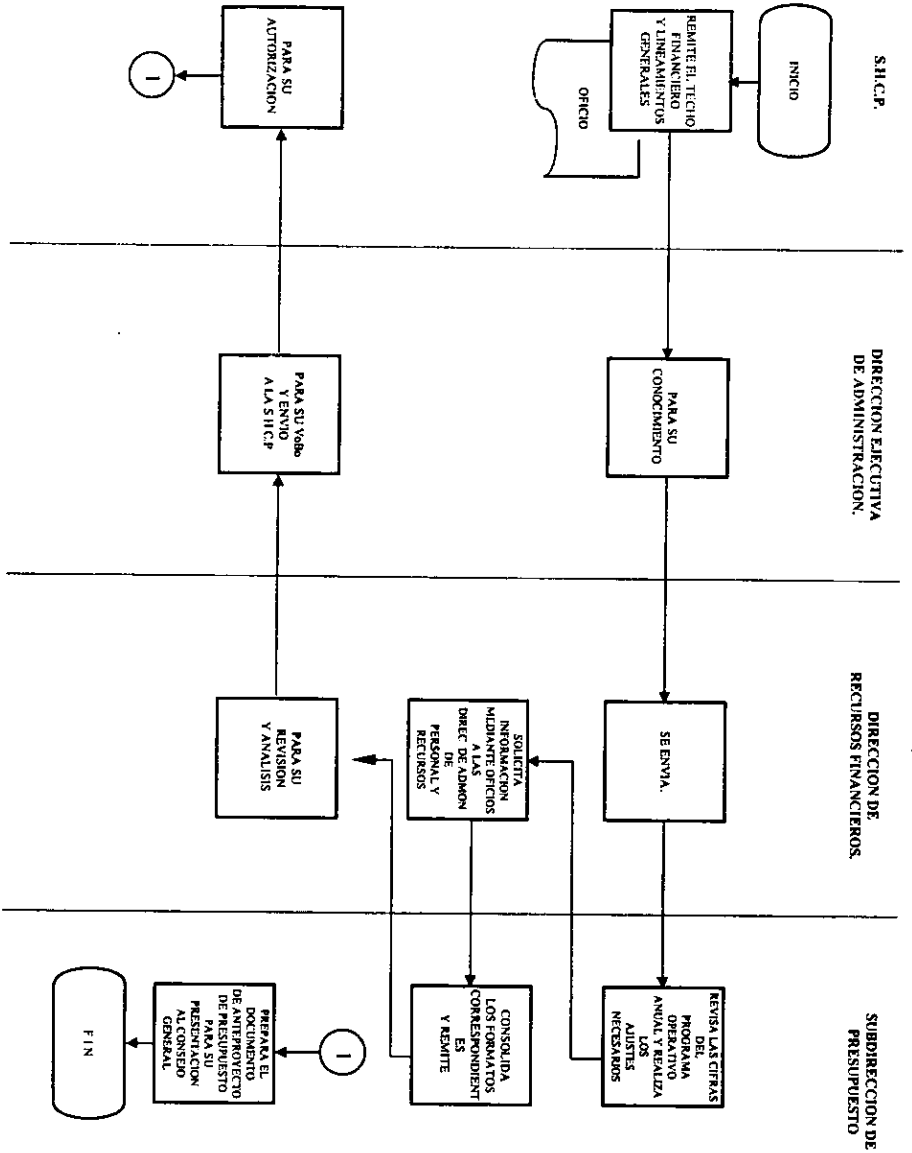 S.H.C.P.
DIRECCION EJECUTIVA
DE ADMINISTRACION.
DIRECCION DE
RECURSOS FINANCIEROS.
SUBDIRECCION DE
PRESUPUESTO
INICIO
REMITE EL TECHO
FINANCIERO
Y LINEAMIENTOS
GENERALES
OFICIO
PARA SU
CONOCIMIENTO
SE ENVIA.
REVISA LAS CIFRAS
DEL
PROGRAMA
OPERATIVO
ANUAL Y REALIZA
LOS
AJUSTES
NECESARIOS
SOLICITA
INFORMACION
MEDIANTE OFICIOS
A LAS
DIREC DE ADMON
DE
PERSONAL Y
RECURSOS
CONSOLIDA
LOS FORMATOS
CORRESPONDIENT
ES
Y REMITE
PARA SU
REVISION
Y ANALISIS
PARA SU VoBo
Y ENVIO
A LA S H C.P
PARA SU
AUTORIZACION
1
1
PREPARA EL
DOCUMENTO
DE ANTEPROYECTO
DE PRESUPUESTO
PARA SU
PRESENTACION
AL CONSEJO
GENERAL
F I N